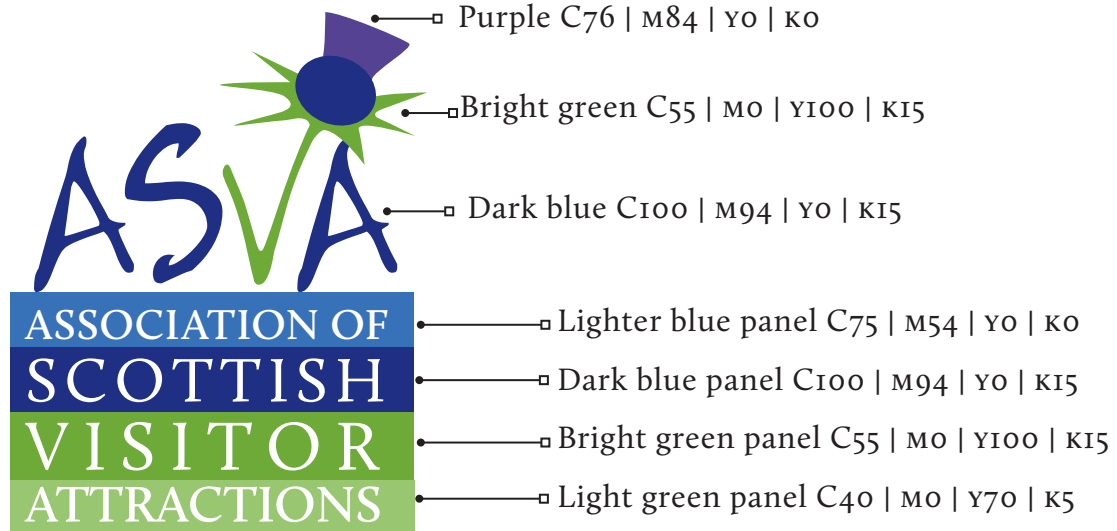 Purple C76 | M84 | Y0 | K0
Bright green C55 | M0 | Y100 | K15
ASVA
Dark blue C100 | M94 | Y0 | K15
ASSOCIATION OF
Lighter blue panel C75 | M54 | Y0 | K0
SCOTTISH
Dark blue panel C100 | M94 | Y0 | K15
VISITOR
Bright green panel C55 | M0 | Y100 | K15
ATTRACTIONS
Light green panel C40 | M0 | Y70 | K5